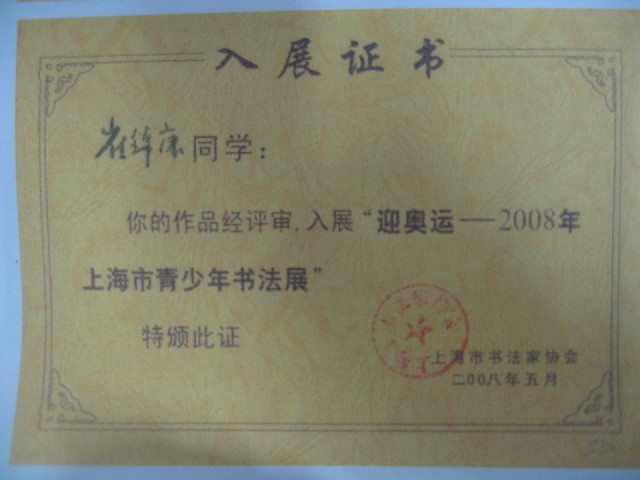 入展证书
同学：
你的作品经评审,入展“迎奥运——2008年
上海市青少年书法展”
特颁此证
上海市书法家协会
二00八年五月